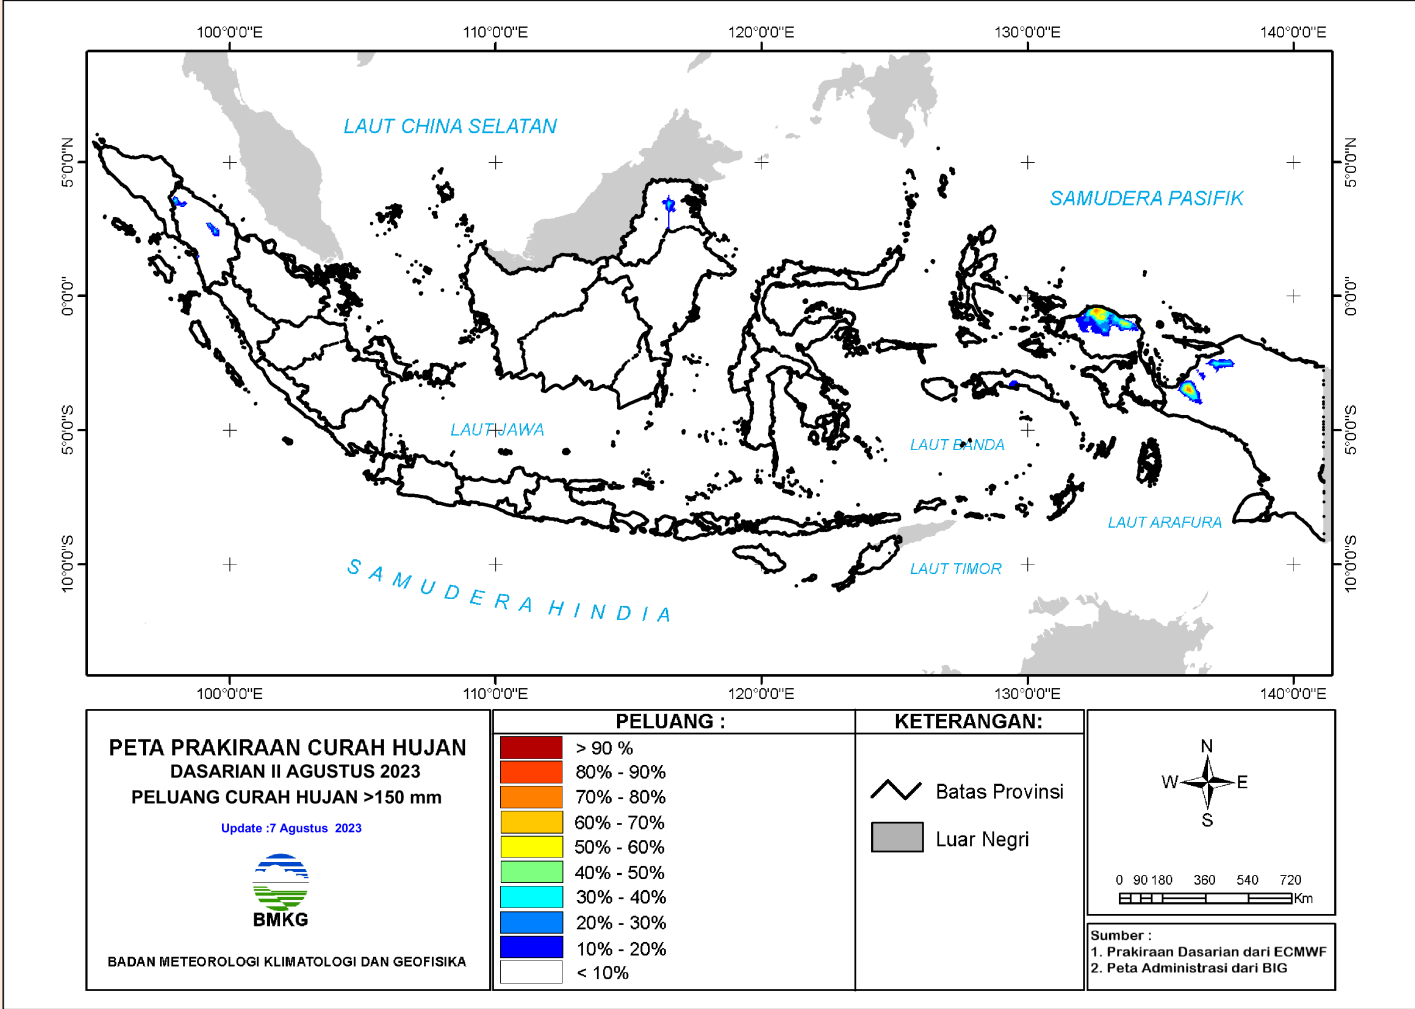 100°0'0"E 110°0'0"E 120°0'0"E 130°0'0"E 140°0'0"E
5°0'0"N
0°0'0"
5°0'0"S
10°0'0"S
LAUT CHINA SELATAN
SAMUDERA PASIFIK
LAUT JAWA
LAUT BANDA
LAUT ARAFURA
LAUT TIMOR
SAMUDERA HINDIA
5°0'0"N
0°0'0"
5°0'0"S
10°0'0"S
100°0'0"E 110°0'0"E 120°0'0"E 130°0'0"E 140°0'0"E
PETA PRAKIRAAN CURAH HUJAN
DASARIAN II AGUSTUS 2023
PELUANG CURAH HUJAN >150 mm
Update :7 Agustus 2023
BMKG
BADAN METEOROLOGI KLIMATOLOGI DAN GEOFISIKA
PELUANG :
> 90 %
80% - 90%
70% - 80%
60% - 70%
50% - 60%
40% - 50%
30% - 40%
20% - 30%
10% - 20%
< 10%
KETERANGAN:
Batas Provinsi
Luar Negri
N
W E
S
0 90 180 360 540 720
Km
Sumber :
1. Prakiraan Dasarian dari ECMWF
2. Peta Administrasi dari BIG